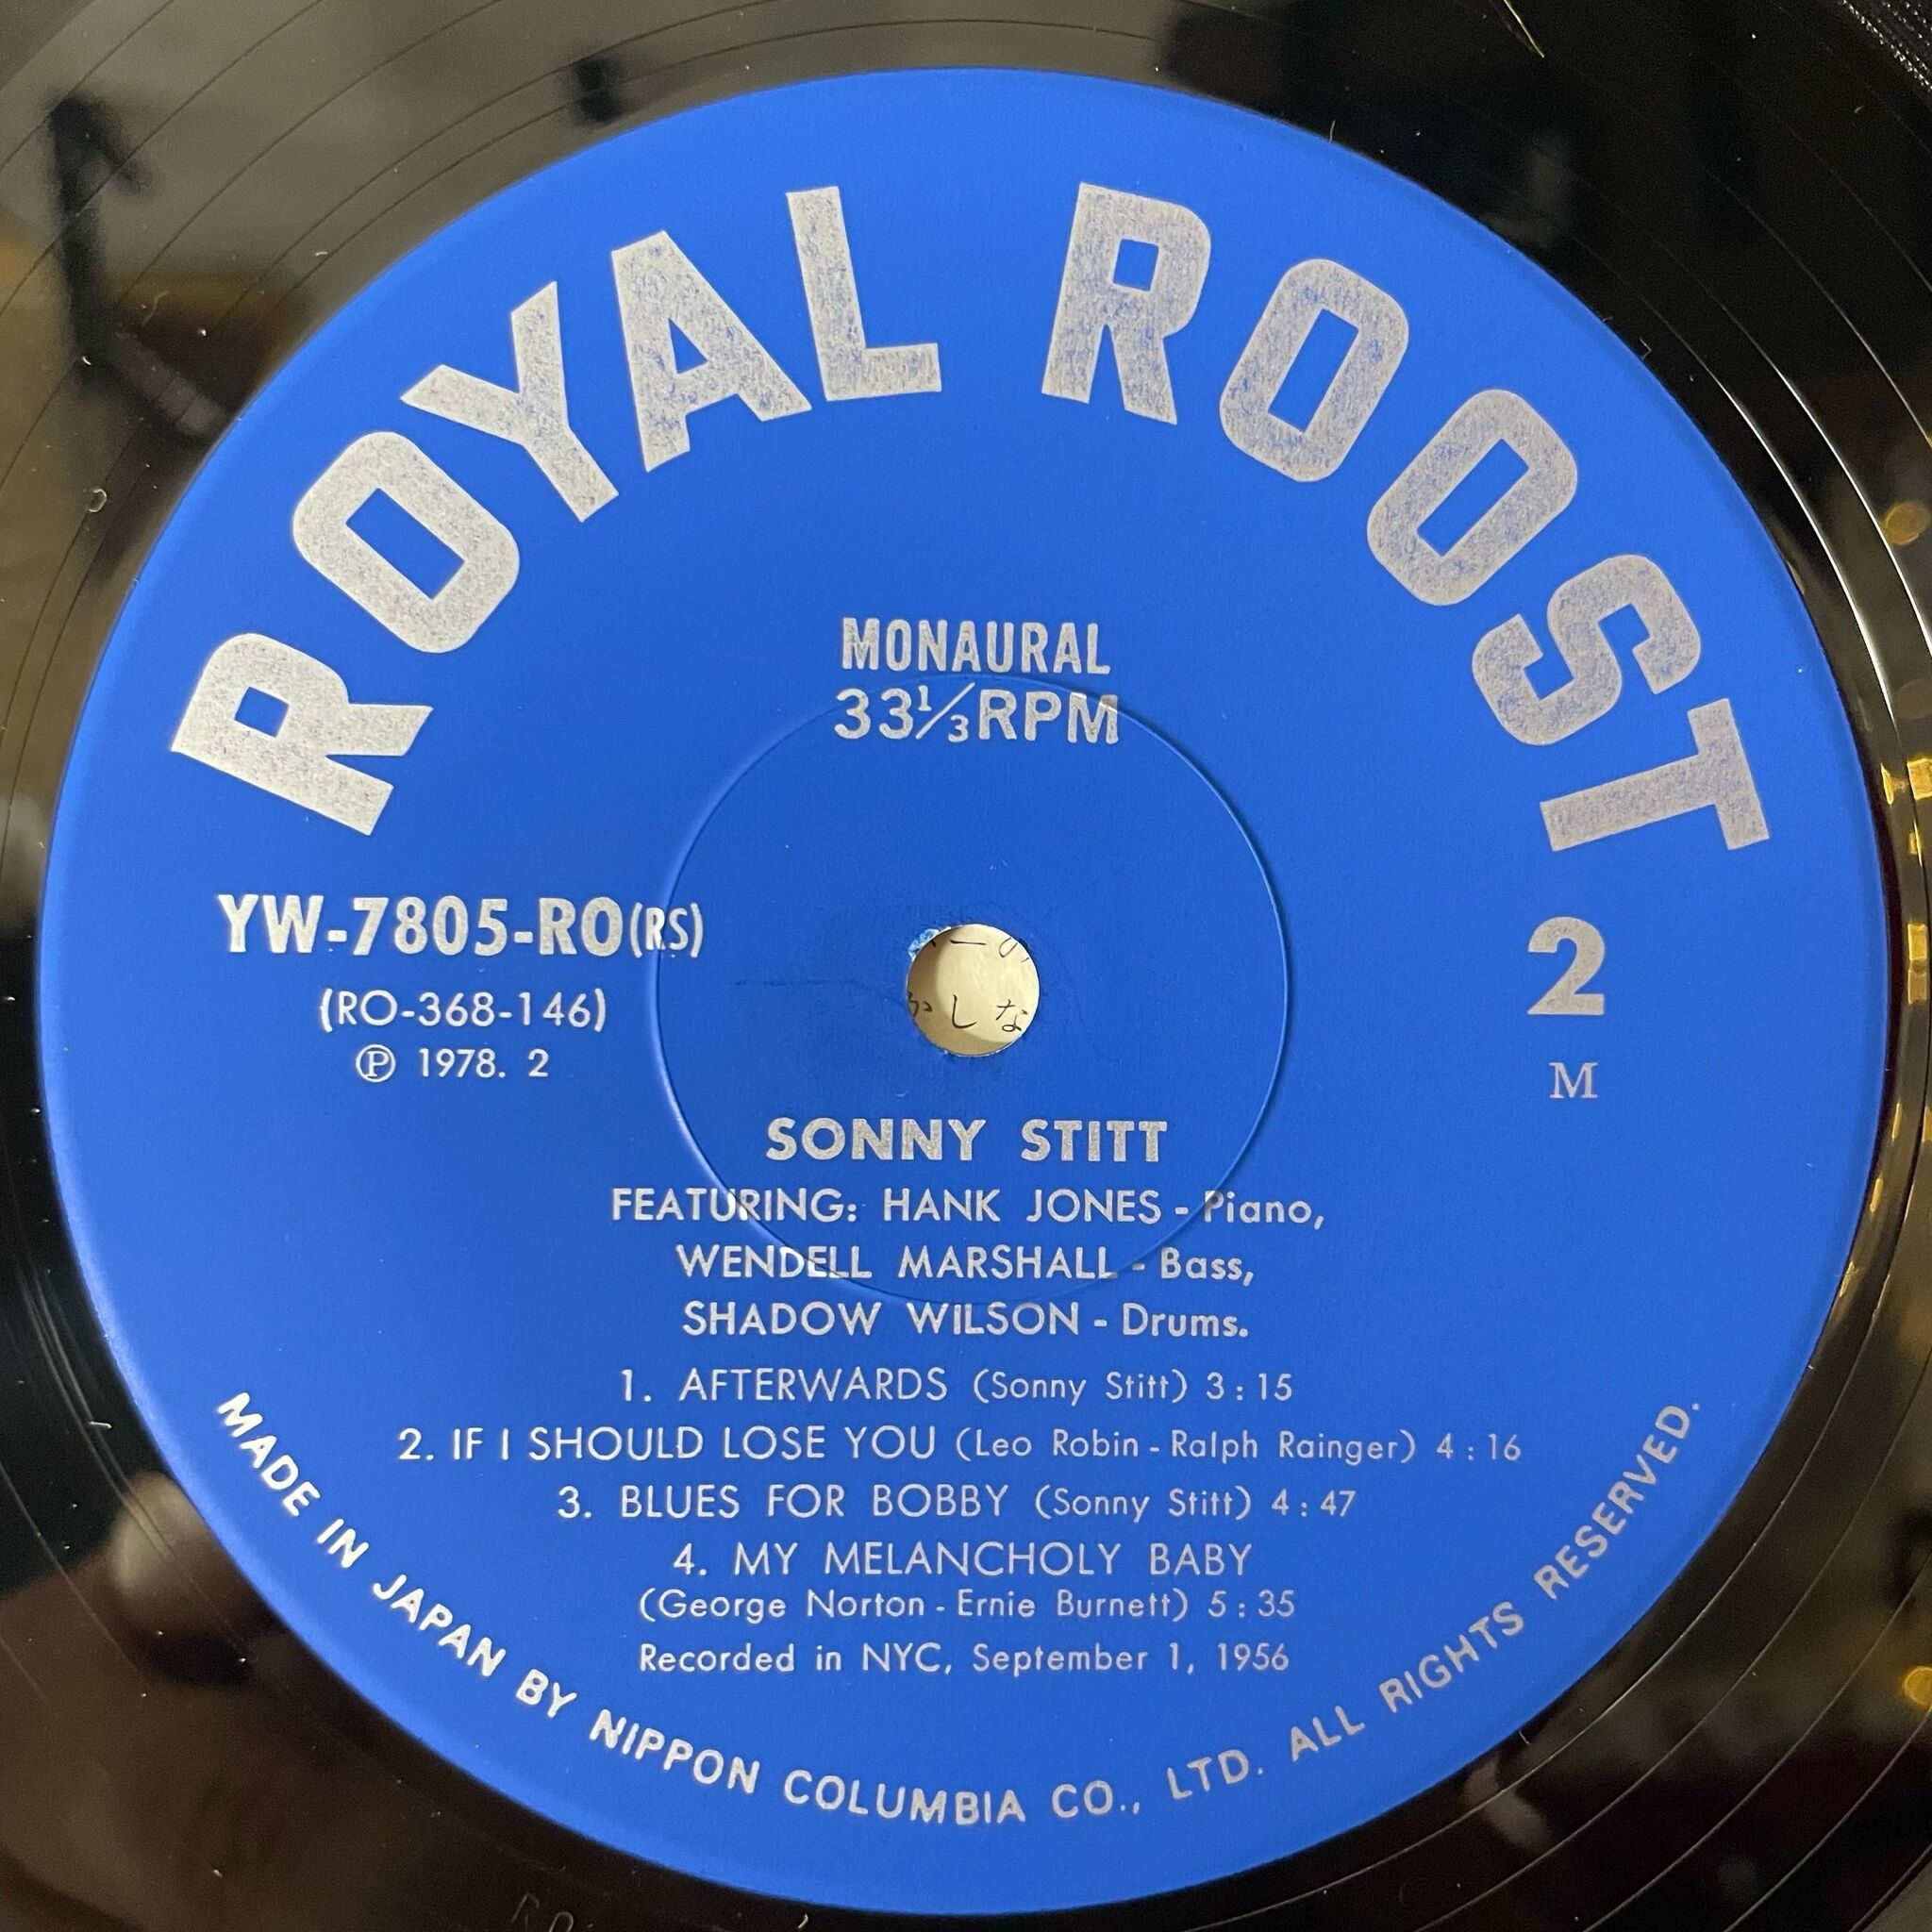 ROYAL ROOST
MONAURAL
33⅓RPM
YW-7805-RO(RS)
(RO-368-146)
Ⓟ 1978. 2
2
M
しな
SONNY STITT
FEATURING: HANK JONES - Piano,
WENDELL MARSHALL - Bass,
SHADOW WILSON - Drums.
1. AFTERWARDS (Sonny Stitt) 3:15
2. IF I SHOULD LOSE YOU (Leo Robin - Ralph Rainger) 4:16
3. BLUES FOR BOBBY (Sonny Stitt) 4:47
4. MY MELANCHOLY BABY
(George Norton - Ernie Burnett) 5:35
Recorded in NYC, September 1, 1956
MADE IN JAPAN BY NIPPON COLUMBIA CO., LTD. ALL RIGHTS RESERVED.